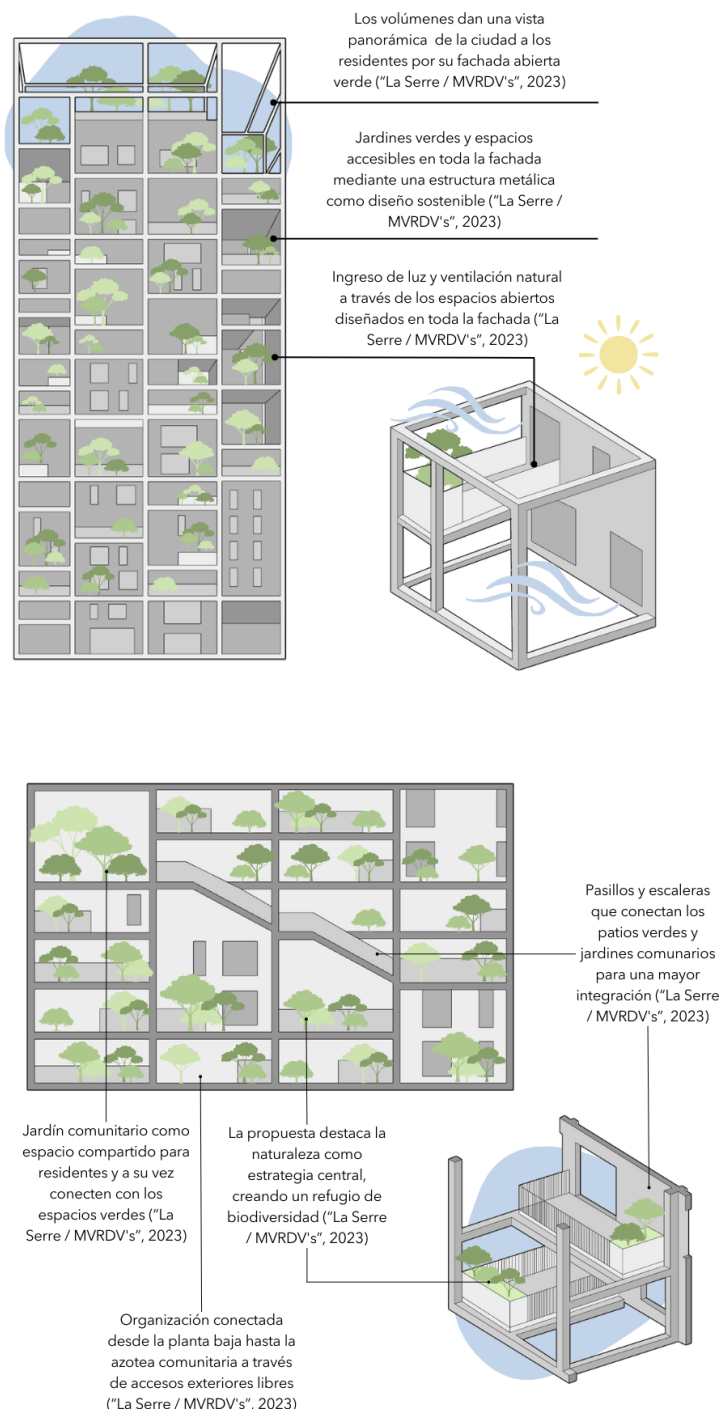 Los volúmenes dan una vista
panorámica de la ciudad a los
residentes por su fachada abierta
verde (“La Serre / MVRDV's”, 2023)
Jardines verdes y espacios
accesibles en toda la fachada
mediante una estructura metálica
como diseño sostenible (“La Serre /
MVRDV's”, 2023)
Ingreso de luz y ventilación natural
a través de los espacios abiertos
diseñados en toda la fachada (“La
Serre / MVRDV's”, 2023)
Pasillos y escaleras
que conectan los
patios verdes y
jardines comunarios
para una mayor
integración (“La Serre
/ MVRDV's”, 2023)
Jardín comunitario como
espacio compartido para
residentes y a su vez
conecten con los
espacios verdes (“La
Serre / MVRDV's”, 2023)
La propuesta destaca la
naturaleza como
estrategia central,
creando un refugio de
biodiversidad (“La Serre
/ MVRDV's”, 2023)
Organización conectada
desde la planta baja hasta la
azotea comunitaria a través
de accesos exteriores libres
(“La Serre / MVRDV's”, 2023)